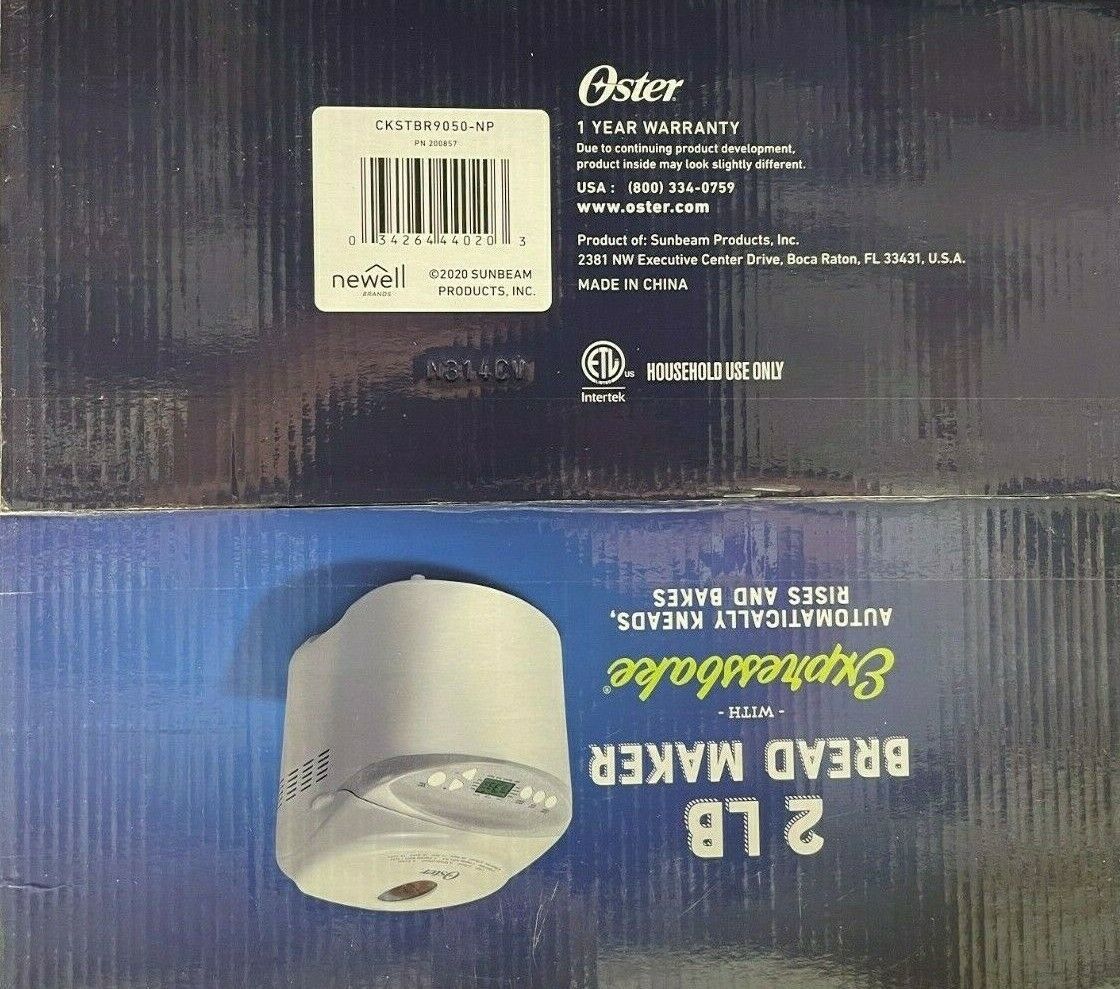 CKSTBR9050-NP
PN 200857
0 34264 44020 3
newell
BRANDS
©2020 SUNBEAM
PRODUCTS, INC.
Oster
1 YEAR WARRANTY
Due to continuing product development,
product inside may look slightly different.
USA : (800) 334-0759
www.oster.com
Product of: Sunbeam Products, Inc.
2381 NW Executive Center Drive, Boca Raton, FL 33431, U.S.A.
MADE IN CHINA
ETL US
Intertek
HOUSEHOLD USE ONLY
2 LB
BREAD MAKER
- WITH -
Expressbake®
AUTOMATICALLY KNEADS,
RISES AND BAKES
Oster